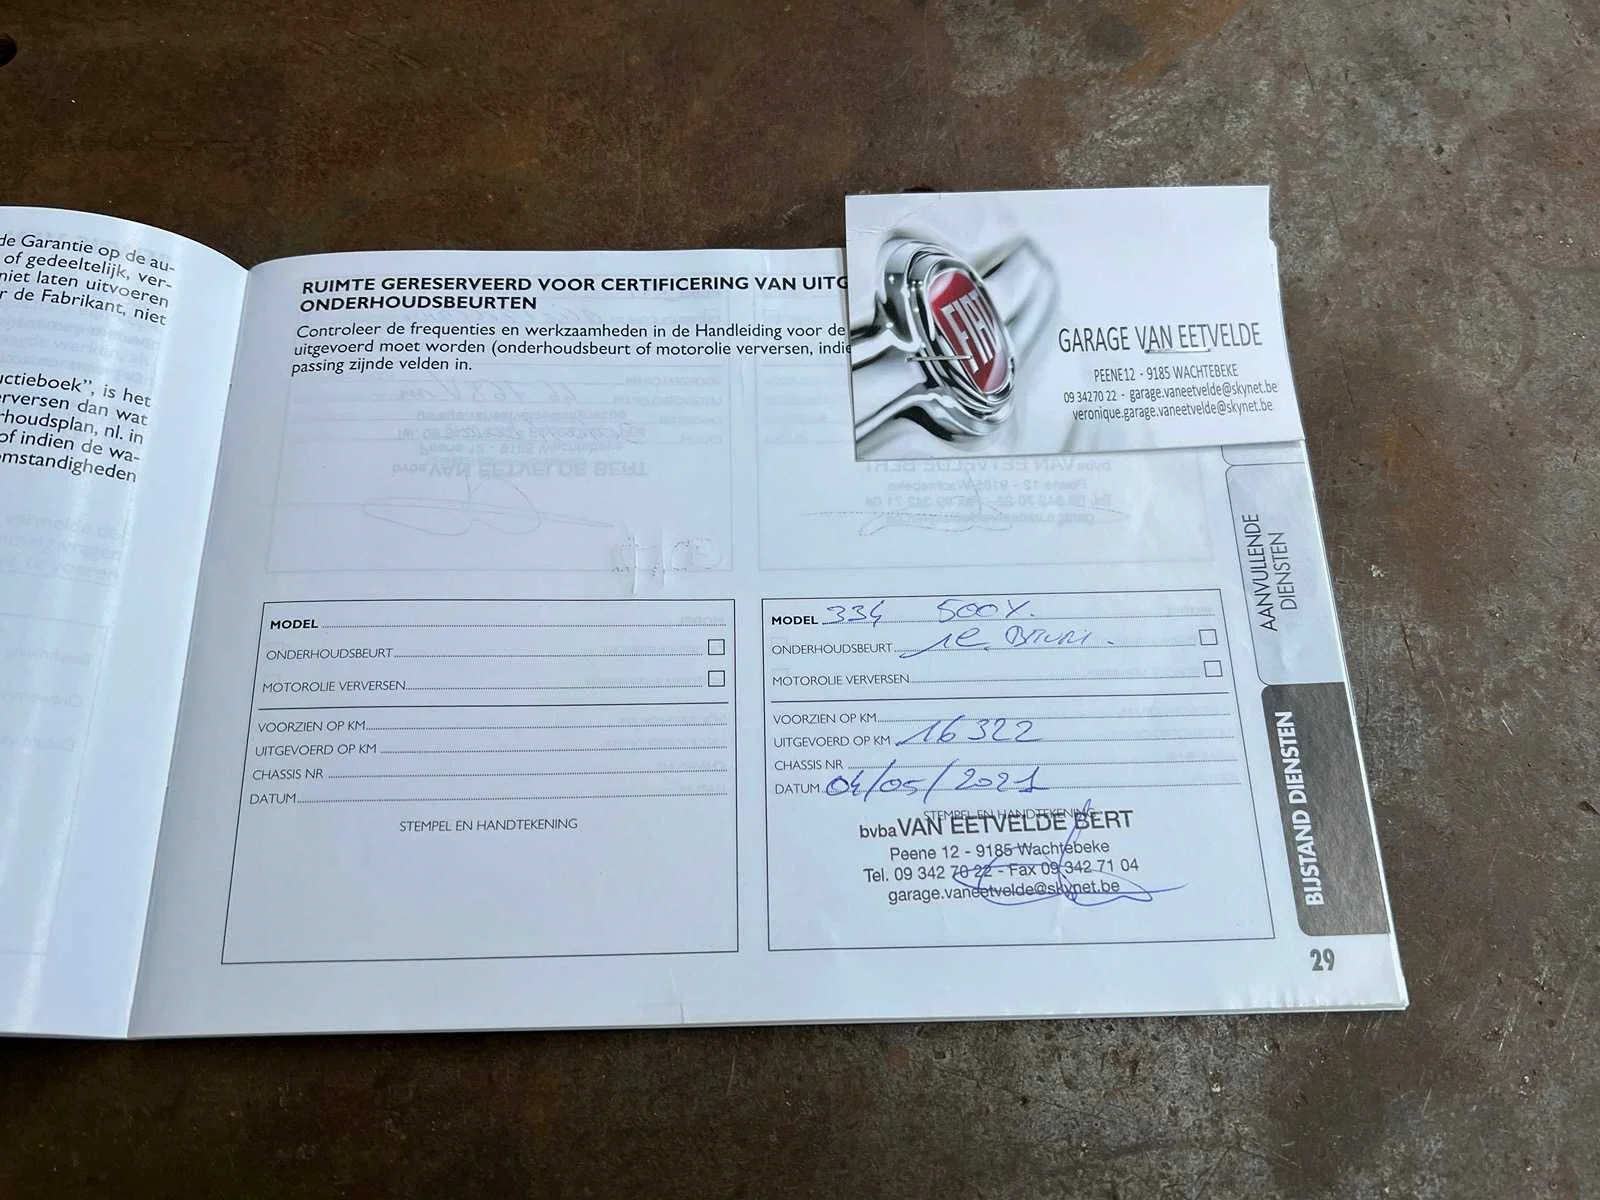 de Garantie op de au-
of gedeeltelijk, ver-
niet laten uitvoeren
r de Fabrikant, niet
uctieboek", is het
erversen dan wat
rhoudsplan, nl. in
of indien de wa-
omstandigheden
RUIMTE GERESERVEERD VOOR CERTIFICERING VAN UITG
ONDERHOUDSBEURTEN
Controleer de frequenties en werkzaamheden in de Handleiding voor de
uitgevoerd moet worden (onderhoudsbeurt of motorolie verversen, indie
passing zijnde velden in.
FIAT
GARAGE VAN EETVELDE
PEENE12 - 9185 WACHTEBEKE
09 34270 22 - garage.vaneetvelde@skynet.be
veronique.garage.vaneetvelde@skynet.be
MODEL
ONDERHOUDSBEURT
MOTOROLIE VERVERSEN
VOORZIEN OP KM
UITGEVOERD OP KM
CHASSIS NR
DATUM
STEMPEL EN HANDTEKENING
MODEL 334 500X.
ONDERHOUDSBEURT 1e
MOTOROLIE VERVERSEN
VOORZIEN OP KM
UITGEVOERD OP KM 16322
CHASSIS NR
DATUM 04/05/2021
STEMPEL EN HANDTEKENING
bvba VAN EETVELDE BERT
Peene 12 - 9185 Wachtebeke
Tel. 09 342 70 22 - Fax 09 342 71 04
garage.vaneetvelde@skynet.be
AANVULLENDE
DIENSTEN
BIJSTAND DIENSTEN
29